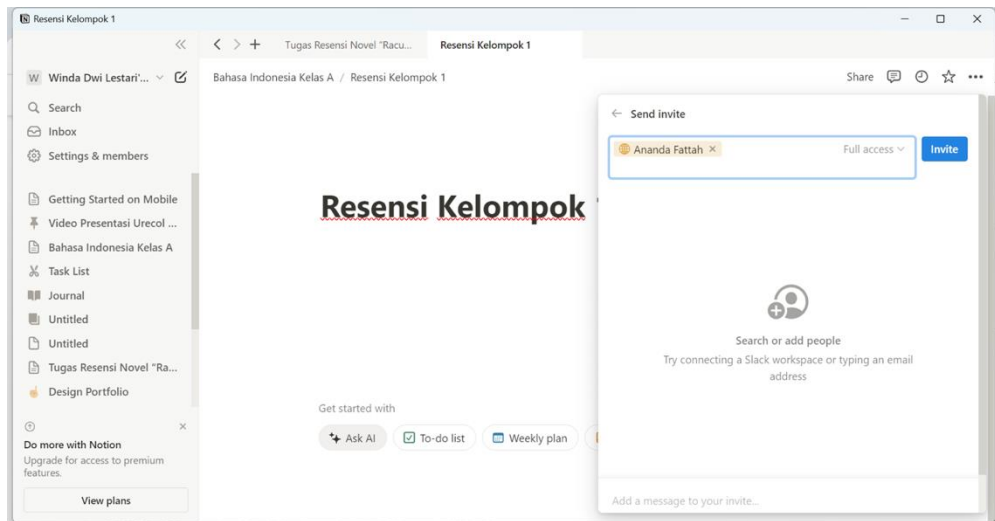 Resensi Kelompok 1
Tugas Resensi Novel "Racu...
Resensi Kelompok 1
W Winda Dwi Lestari'...
Bahasa Indonesia Kelas A / Resensi Kelompok 1
Share
Search
Inbox
Settings & members
Getting Started on Mobile
Video Presentasi Urecol ...
Bahasa Indonesia Kelas A
Task List
Journal
Untitled
Untitled
Tugas Resensi Novel "Ra...
Design Portfolio
Do more with Notion
Upgrade for access to premium
features.
View plans
Resensi Kelompok
Get started with
Ask AI
To-do list
Weekly plan
Send invite
Ananda Fattah ×
Full access
Invite
Search or add people
Try connecting a Slack workspace or typing an email
address
Add a message to your invite...